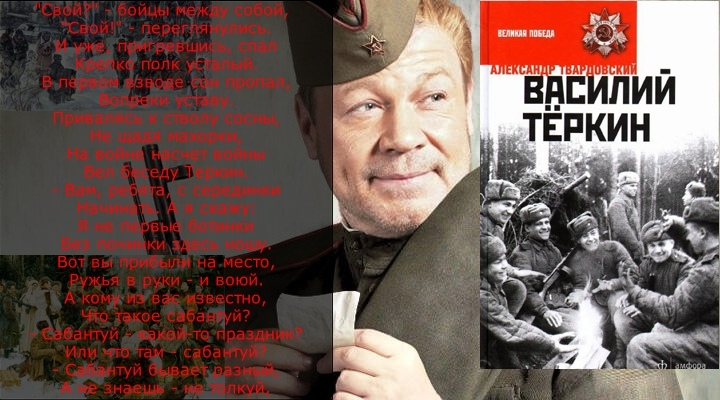 "Свой?" - бойцы между собой,
"Свой!" - переглянулись.
И уже, пригревшись, спал
Крепко полк усталый.
В первом взводе сон пропал,
Вопреки уставу.
Привалясь к стволу сосны,
Не щадя махорки,
На войне насчет войны
Вел беседу Теркин.
- Вам, ребята, с серединки
Начинать. А я скажу:
Я не первые ботинки
Без починки здесь ношу.
Вот вы прибыли на место,
Ружья в руки - и воюй.
А кому из вас известно,
Что такое сабантуй?
- Сабантуй - какой-то праздник?
Или что там - сабантуй?
- Сабантуй бывает разный,
А не знаешь - не толкуй,
ВЕЛИКАЯ ПОБЕДА
АЛЕКСАНДР ТВАРДОВСКИЙ
ВАСИЛИЙ
ТЁРКИН
амфора